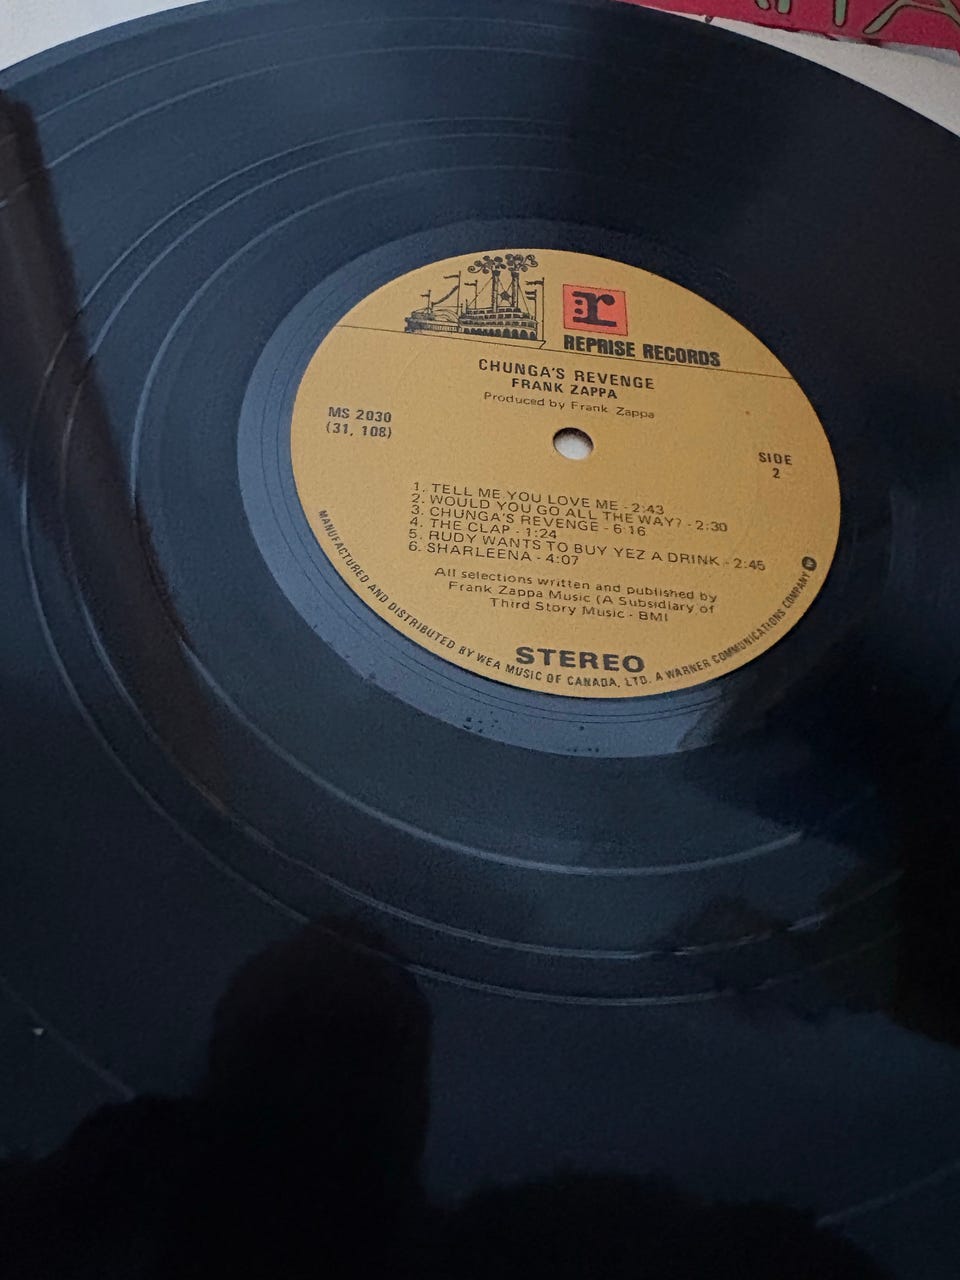 r
REPRISE RECORDS
CHUNGA'S REVENGE
FRANK ZAPPA
Produced by Frank Zappa
MS 2030
(31, 108)
SIDE
2
1. TELL ME YOU LOVE ME - 2:43
2. WOULD YOU GO ALL THE WAY? - 2:30
3. CHUNGA'S REVENGE - 6:16
4. THE CLAP - 1:24
5. RUDY WANTS TO BUY YEZ A DRINK - 2:45
6. SHARLEENA - 4:07
All selections written and published by
Frank Zappa Music (A Subsidiary of
Third Story Music - BMI
STEREO
MANUFACTURED AND DISTRIBUTED BY WEA MUSIC OF CANADA, LTD. A WARNER COMMUNICATIONS COMPANY